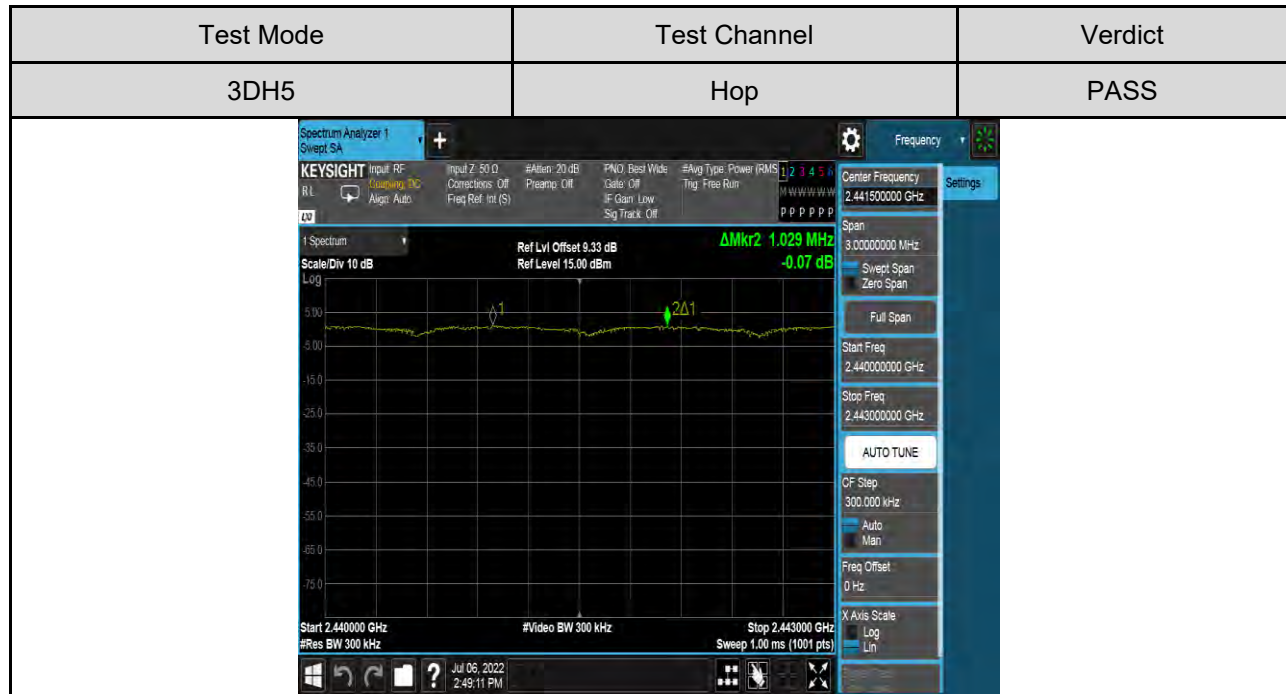 Test Mode Test Channel Verdict
3DH5 Hop PASS
Spectrum Analyzer 1
Swept SA
+
Frequency
KEYSIGHT
Input: RF
Coupling: DC
Align: Auto
Input Z: 50 Ω
Corrections: Off
Freq Ref: Int (S)
#Atten: 20 dB
Preamp: Off
PNO: Best Wide
Gate: Off
IF Gain: Low
Sig Track: Off
#Avg Type: Power (RMS
Trig: Free Run
1 2 3 4 5 6
M W W W W W
P P P P P P
R L
LXI
Center Frequency
2.441500000 GHz
Settings
1 Spectrum
Scale/Div 10 dB
Ref Lvl Offset 9.33 dB
Ref Level 15.00 dBm
ΔMkr2 1.029 MHz
-0.07 dB
Span
3.00000000 MHz
Swept Span
Zero Span
Full Span
Start Freq
2.440000000 GHz
Stop Freq
2.443000000 GHz
AUTO TUNE
CF Step
300.000 kHz
Auto
Man
Freq Offset
0 Hz
X Axis Scale
Log
Lin
Log
5.00
-5.00
-15.0
-25.0
-35.0
-45.0
-55.0
-65.0
-75.0
1
2Δ1
Start 2.440000 GHz
#Res BW 300 kHz
#Video BW 300 kHz
Stop 2.443000 GHz
Sweep 1.00 ms (1001 pts)
?
Jul 06, 2022
2:49:11 PM